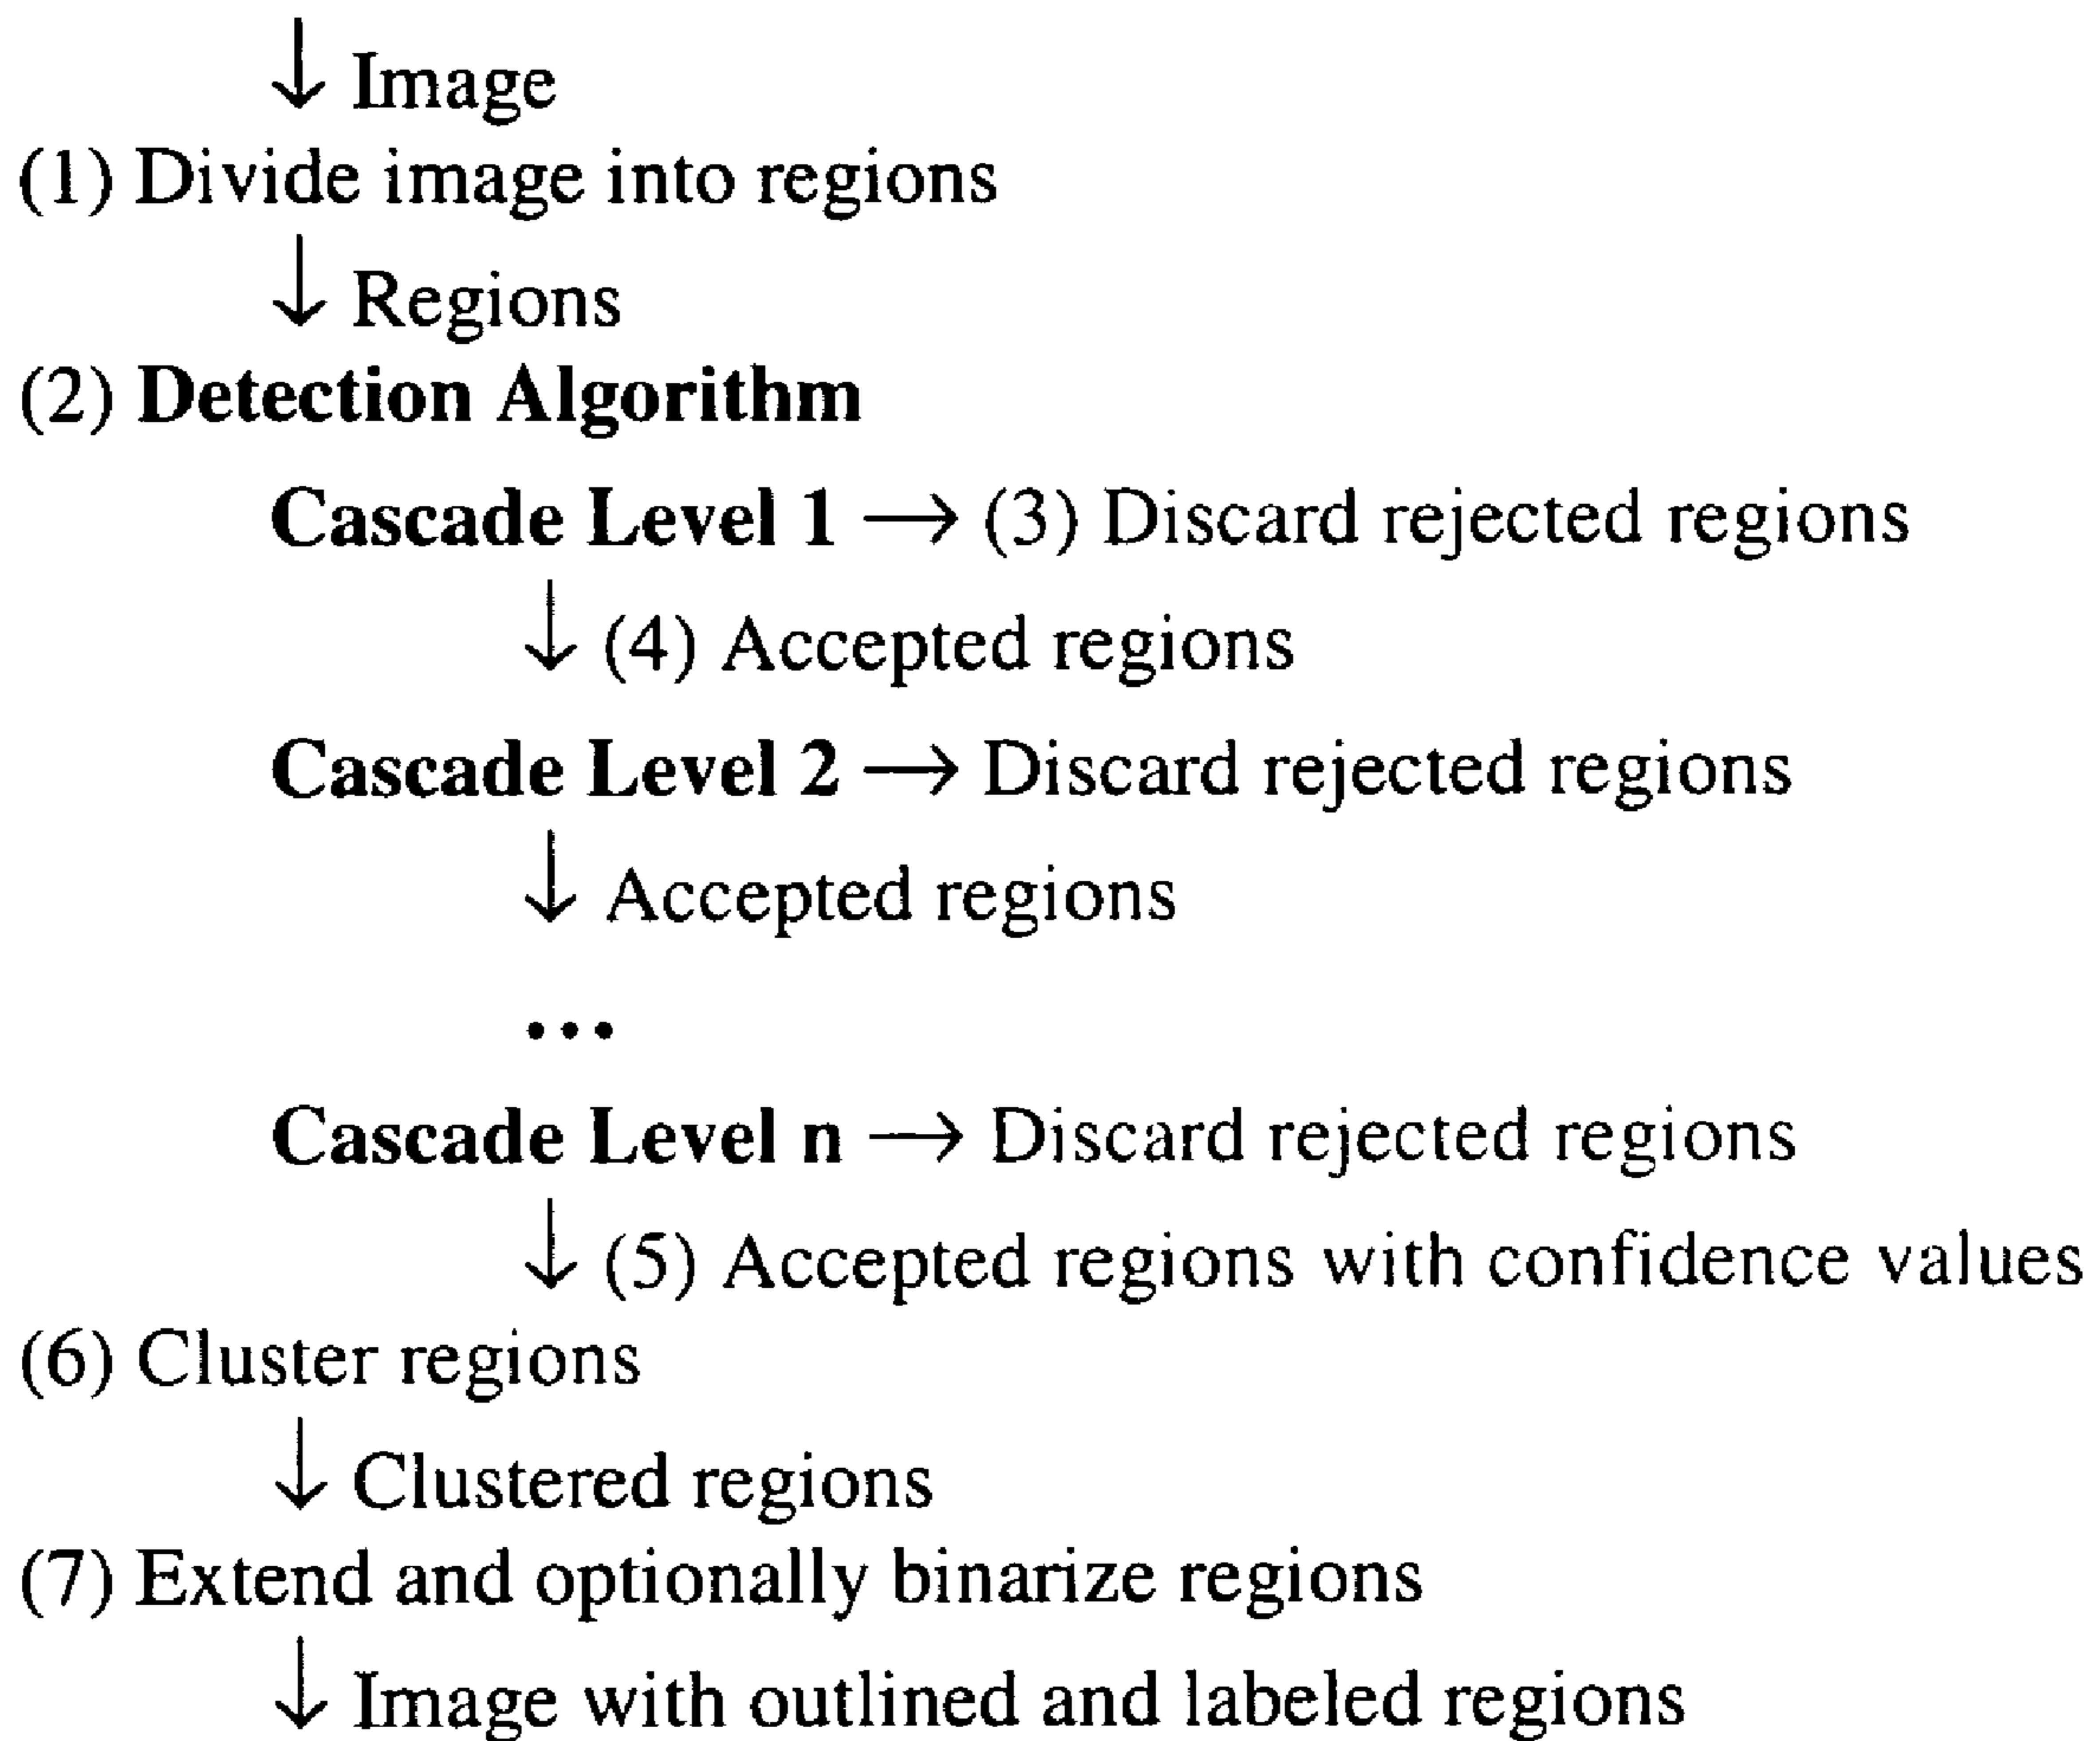 ↓ Image
(1) Divide image into regions
↓ Regions
(2) Detection Algorithm
Cascade Level 1 → (3) Discard rejected regions
↓ (4) Accepted regions
Cascade Level 2 → Discard rejected regions
↓ Accepted regions
...
Cascade Level n → Discard rejected regions
↓ (5) Accepted regions with confidence values
(6) Cluster regions
↓ Clustered regions
(7) Extend and optionally binarize regions
↓ Image with outlined and labeled regions